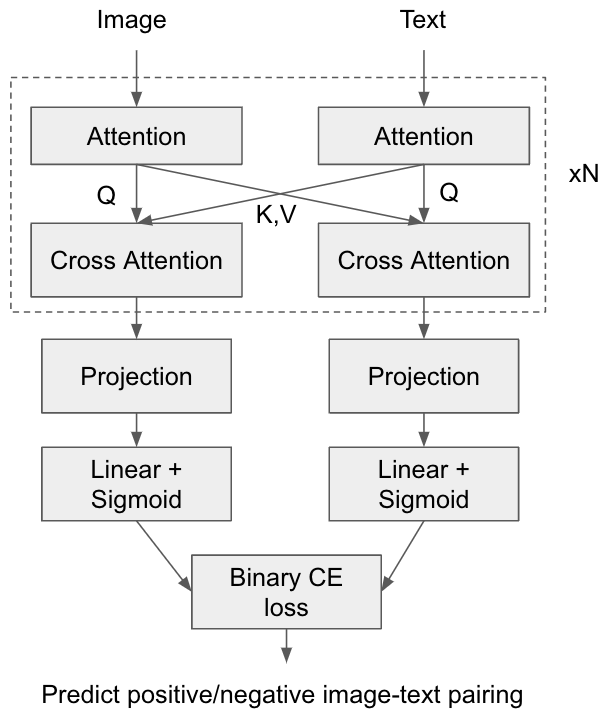 Image
Text
Attention
Attention
xN
Q
K,V
Q
Cross Attention
Cross Attention
Projection
Projection
Linear +
Sigmoid
Linear +
Sigmoid
Binary CE
loss
Predict positive/negative image-text pairing